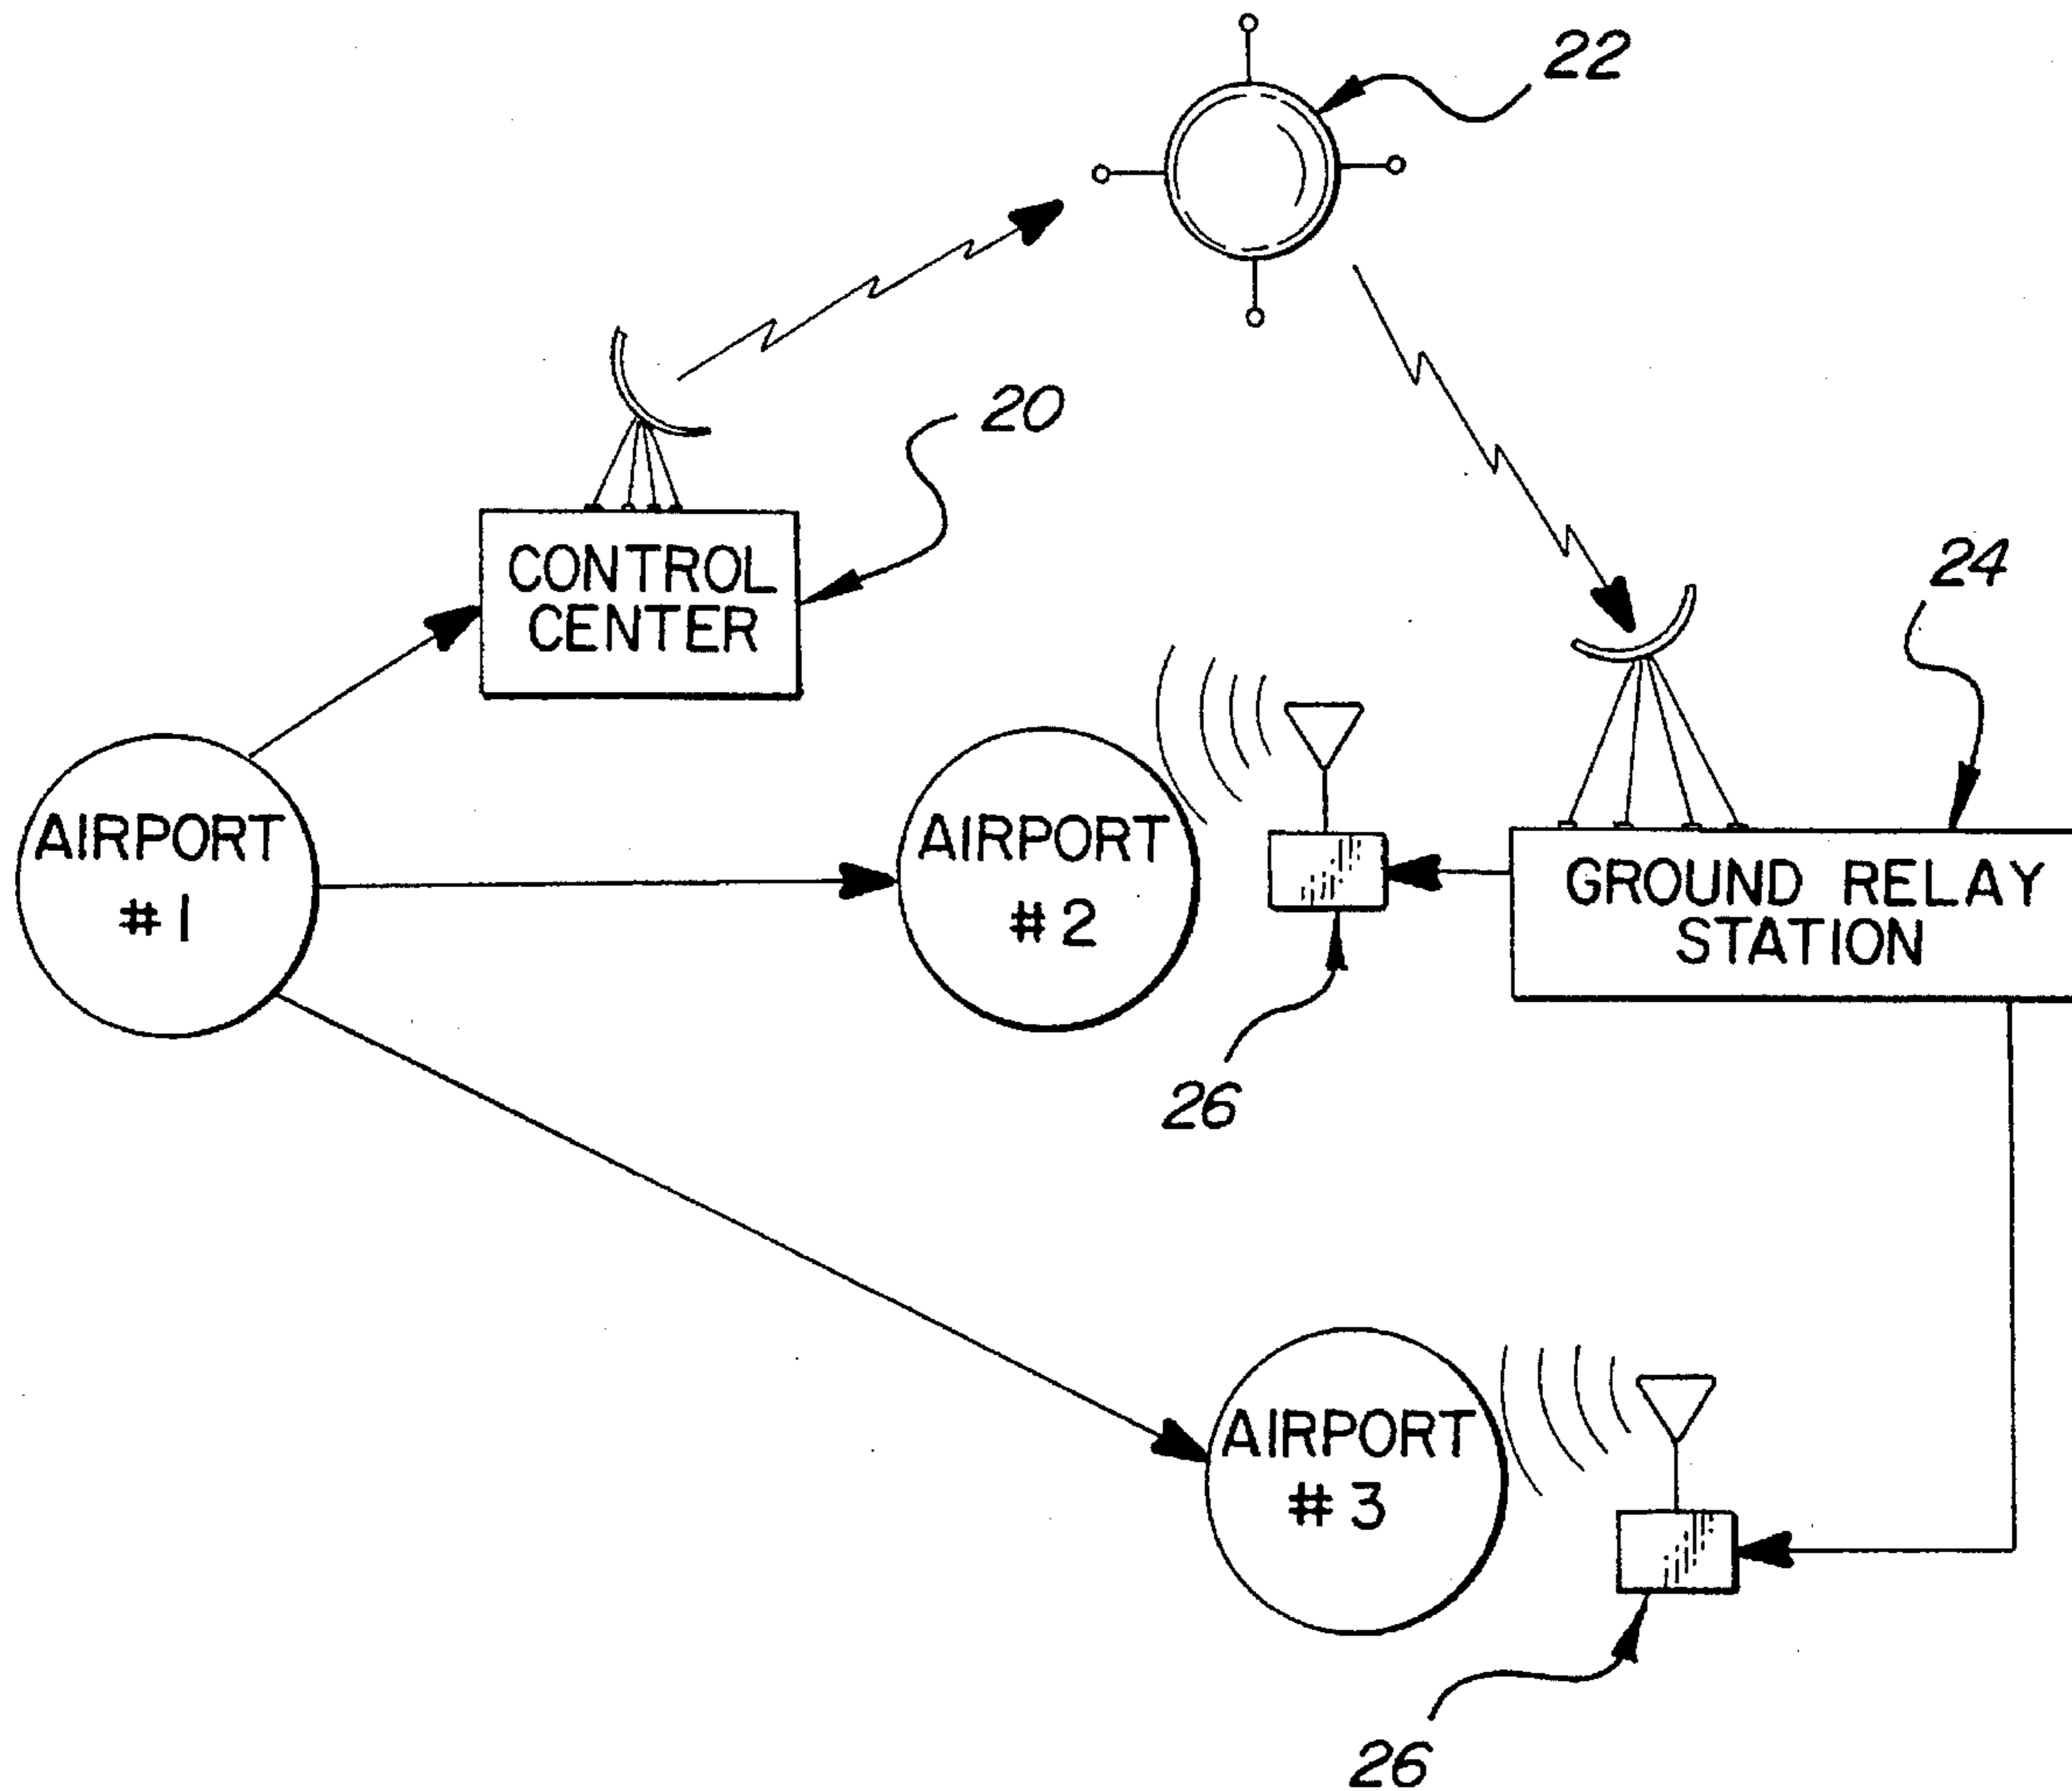 22
20
CONTROL
CENTER
24
AIRPORT
#1
AIRPORT
#2
GROUND RELAY
STATION
26
AIRPORT
#3
26